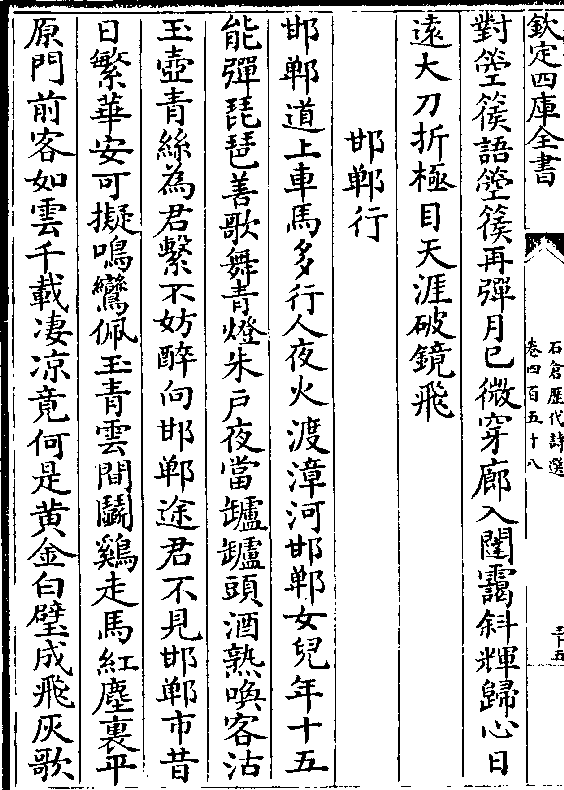 欽定四庫全書
石倉歷代詩選
卷四百五十八
三十五
對箜篌語箜篌再彈月已微穿廊入闥靄斜輝歸心日
遠大刀折極目天涯破鏡飛
邯鄲行
邯鄲道上車馬多行人夜火渡漳河邯鄲女兒年十五
能彈琵琶善歌舞青燈朱戸夜當罏罏頭酒熟喚客沽
玉壺青絲為君繫不妨醉向邯鄲途君不見邯鄲市昔
日繁華安可擬鳴鸞佩玉青雲間鬭鷄走馬紅塵裏平
原門前客如雲千載凄凉竟何是黄金白璧成飛灰歌